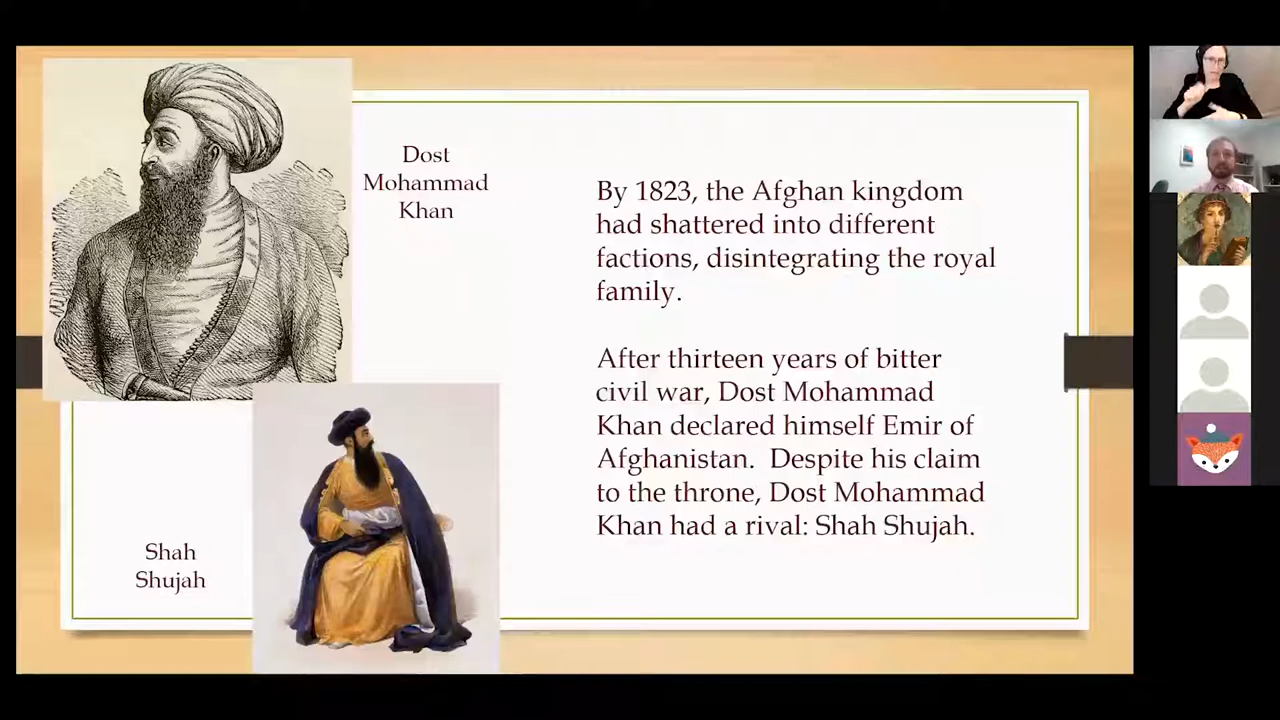 Dost
Mohammad
Khan
By 1823, the Afghan kingdom
had shattered into different
factions, disintegrating the royal
family.
After thirteen years of bitter
civil war, Dost Mohammad
Khan declared himself Emir of
Afghanistan.  Despite his claim
to the throne, Dost Mohammad
Khan had a rival: Shah Shujah.
Shah
Shujah